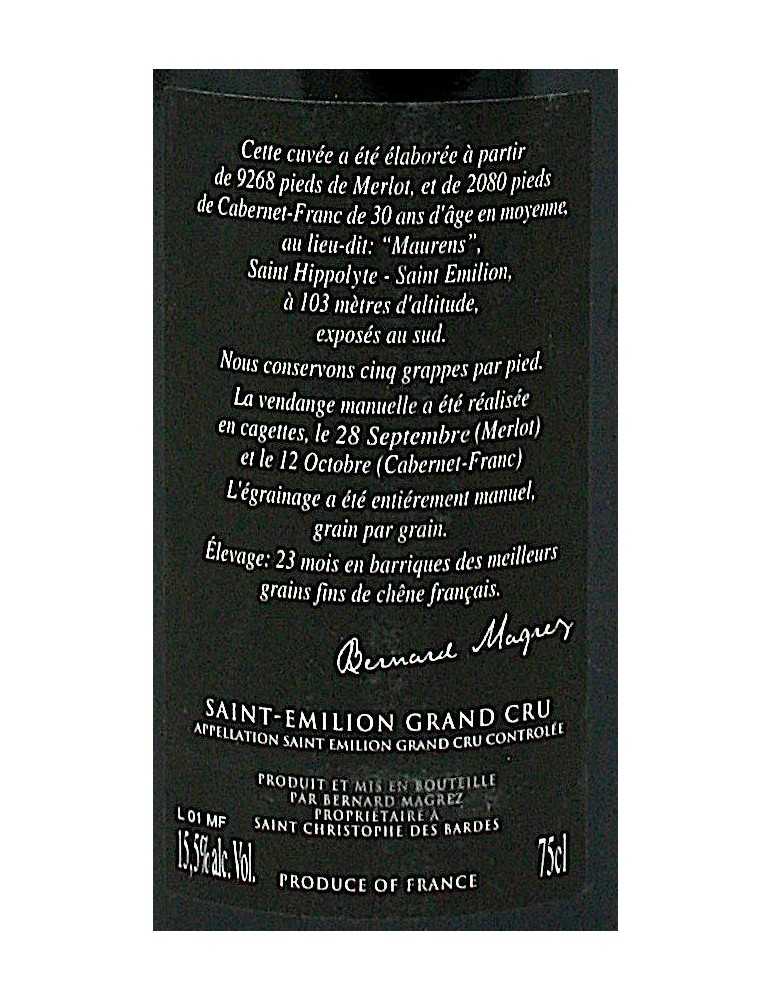 Cette cuvée a été élaborée à partir
de 9268 pieds de Merlot, et de 2080 pieds
de Cabernet-Franc de 30 ans d'âge en moyenne,
au lieu-dit: “Maurens”,
Saint Hippolyte - Saint Emilion,
à 103 mètres d'altitude,
exposés au sud.
Nous conservons cinq grappes par pied.
La vendange manuelle a été réalisée
en cagettes, le 28 Septembre (Merlot)
et le 12 Octobre (Cabernet-Franc)
L'égrainage a été entiérement manuel,
grain par grain.
Élevage: 23 mois en barriques des meilleurs
grains fins de chêne français.
Bernard Magrez
SAINT-EMILION GRAND CRU
APPELLATION SAINT EMILION GRAND CRU CONTROLÉE
PRODUIT ET MIS EN BOUTEILLE
PAR BERNARD MAGREZ
PROPRIÉTAIRE À
SAINT CHRISTOPHE DES BARDES
L 01 MF
15,5% alc. Vol.
PRODUCE OF FRANCE
75cl